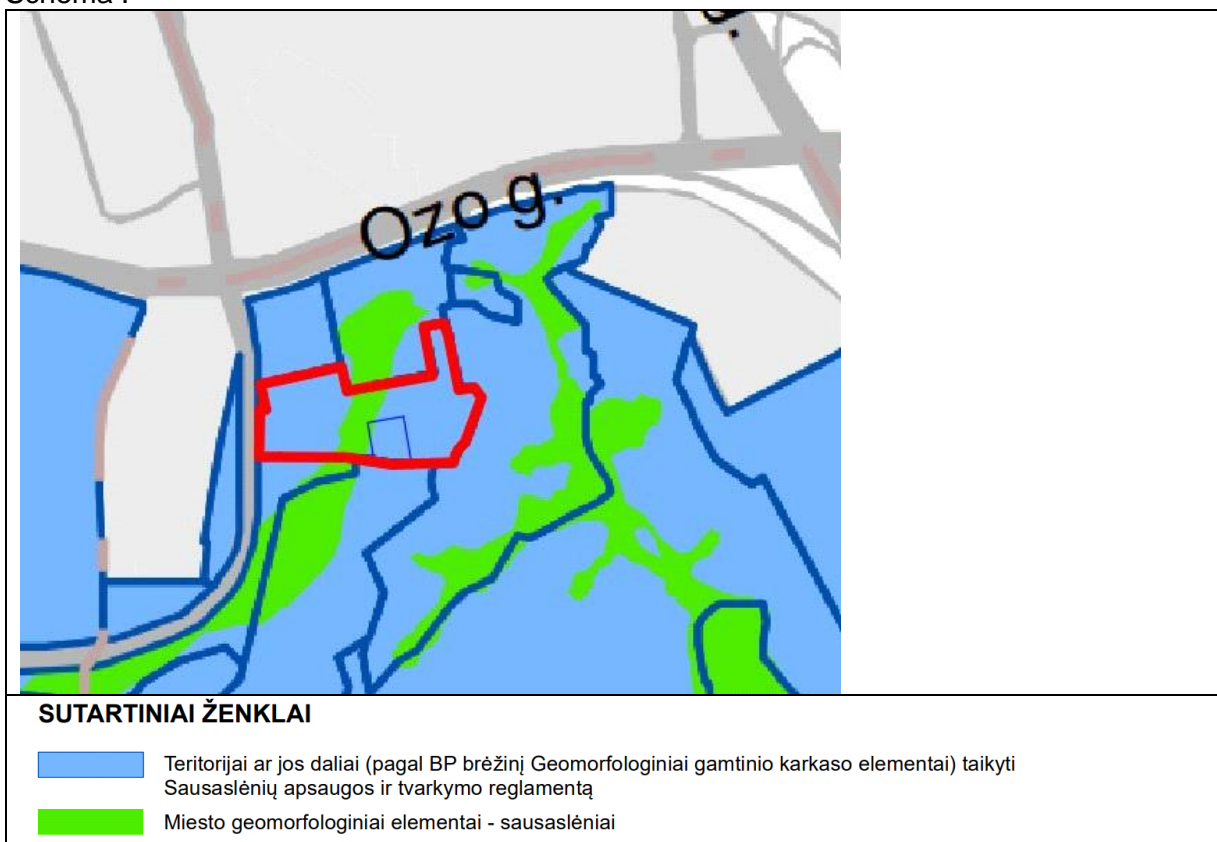 Ozo g.
SUTARTINIAI ŽENKLAI
Teritorijai ar jos daliai (pagal BP brėžinį Geomorfologiniai gamtinio karkaso elementai) taikyti
Sausaslėnių apsaugos ir tvarkymo reglamentą
Miesto geomorfologiniai elementai - sausaslėniai